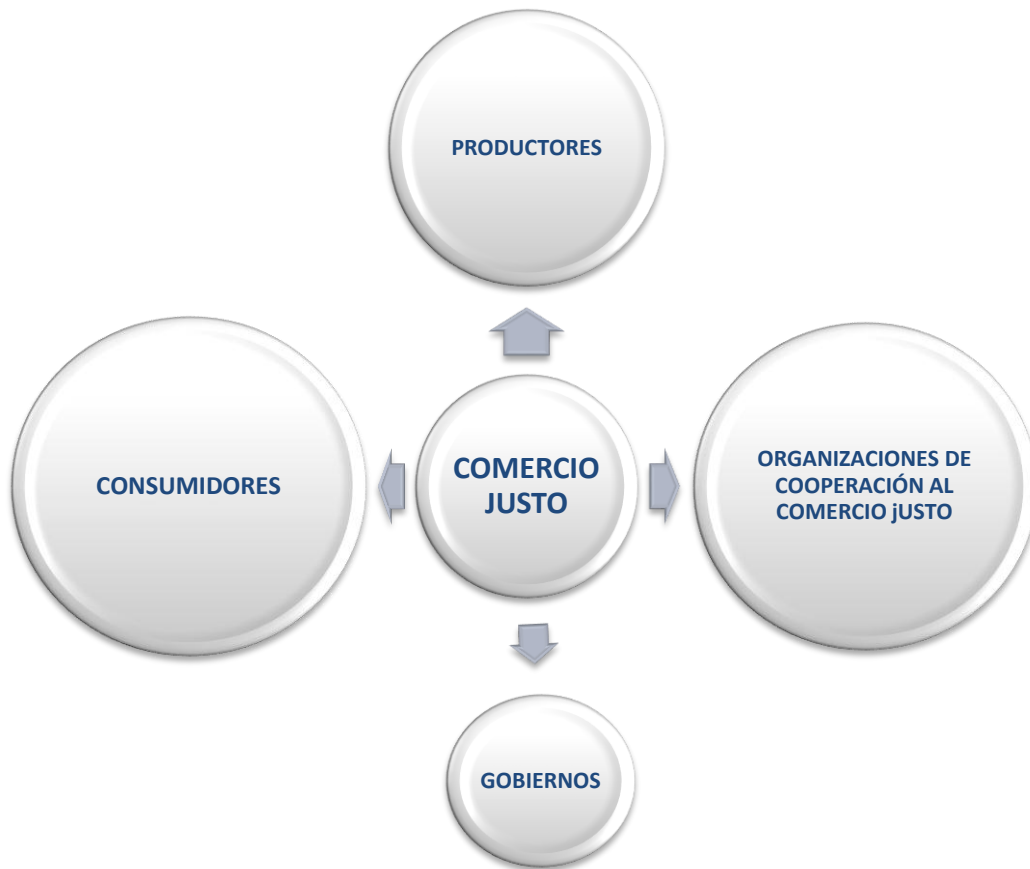 PRODUCTORES
CONSUMIDORES
COMERCIO
JUSTO
ORGANIZACIONES DE
COOPERACIÓN AL
COMERCIO jUSTO
GOBIERNOS